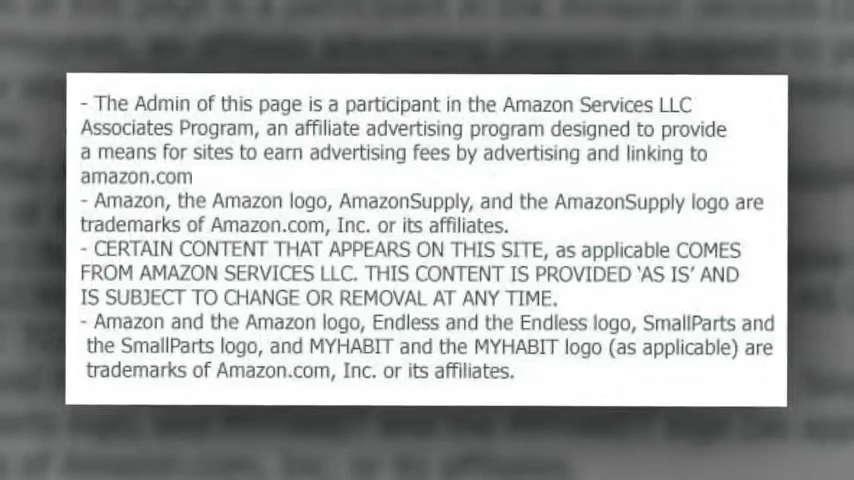 - The Admin of this page is a participant in the Amazon Services LLC
Associates Program, an affiliate advertising program designed to provide
a means for sites to earn advertising fees by advertising and linking to
amazon.com
- Amazon, the Amazon logo, AmazonSupply, and the AmazonSupply logo are
trademarks of Amazon.com, Inc. or its affiliates.
- CERTAIN CONTENT THAT APPEARS ON THIS SITE, as applicable COMES
FROM AMAZON SERVICES LLC. THIS CONTENT IS PROVIDED ‘AS IS’ AND
IS SUBJECT TO CHANGE OR REMOVAL AT ANY TIME.
- Amazon and the Amazon logo, Endless and the Endless logo, SmallParts and
the SmallParts logo, and MYHABIT and the MYHABIT logo (as applicable) are
trademarks of Amazon.com, Inc. or its affiliates.